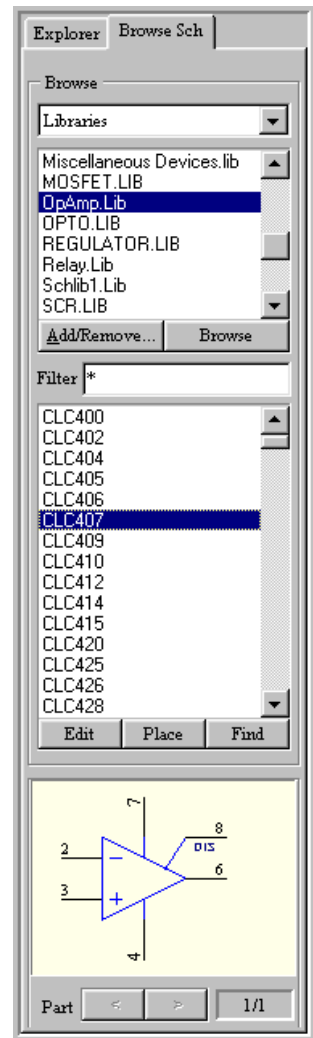 Explorer Browse Sch
Browse
Libraries
Miscellaneous Devices.lib
MOSFET.LIB
OpAmp.Lib
OPTO.LIB
REGULATOR.LIB
Relay.Lib
Schlib1.Lib
SCR.LIB
Add/Remove... Browse
Filter *
CLC400
CLC402
CLC404
CLC405
CLC406
CLC407
CLC409
CLC410
CLC412
CLC414
CLC415
CLC420
CLC425
CLC426
CLC428
Edit Place Find
7
8
2 DIS
6
3
4
Part < > 1/1